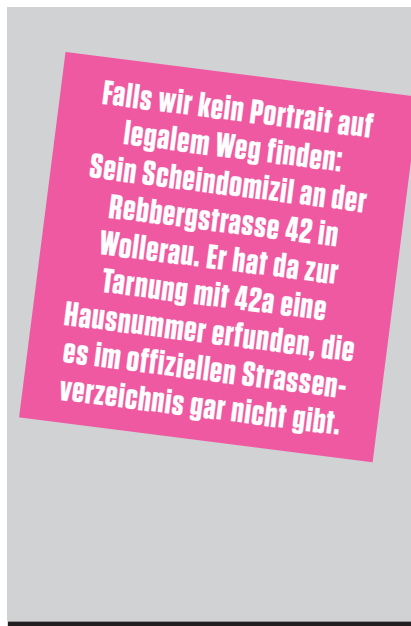 Falls wir kein Portrait auf
legalem Weg finden:
Sein Scheindomizil an der
Rebbergstrasse 42 in
Wollerau. Er hat da zur
Tarnung mit 42a eine
Hausnummer erfunden, die
es im offiziellen Strassen-
verzeichnis gar nicht gibt.